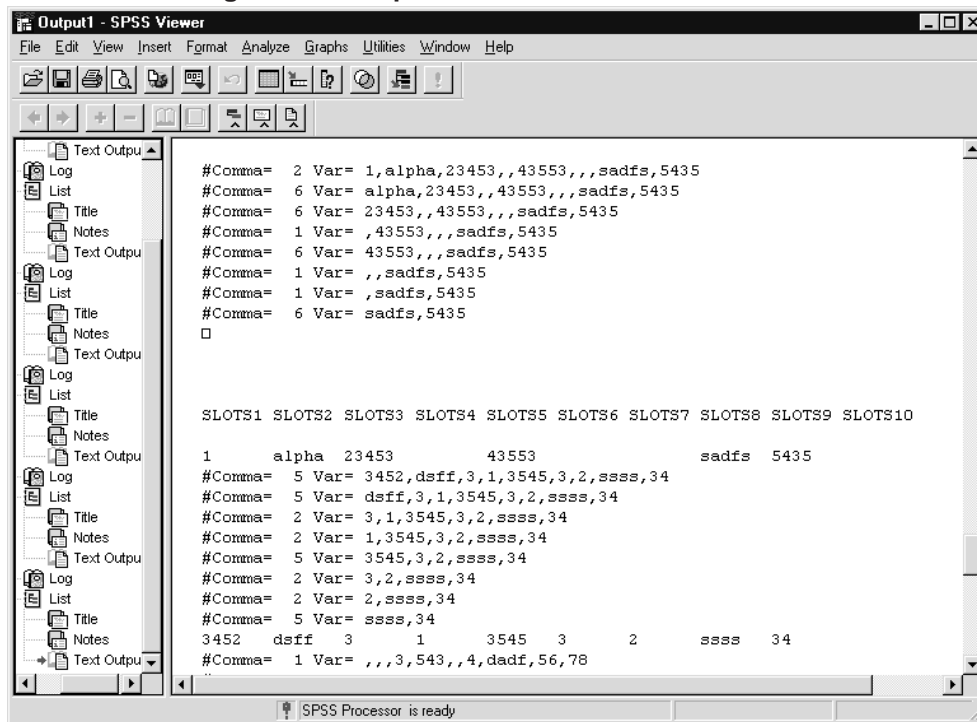 Output1 - SPSS Viewer
File Edit View Insert Format Analyze Graphs Utilities Window Help
Text Outpu
Log
List
Title
Notes
Text Outpu
Log
List
Title
Notes
Text Outpu
Log
List
Title
Notes
Text Outpu
Log
List
Title
Notes
Text Outpu
Log
List
Title
Notes
Text Outpu
#Comma= 2 Var= 1,alpha,23453,,43553,,,sadfs,5435
#Comma= 6 Var= alpha,23453,,43553,,,sadfs,5435
#Comma= 6 Var= 23453,,43553,,,sadfs,5435
#Comma= 1 Var= ,43553,,,sadfs,5435
#Comma= 6 Var= 43553,,,sadfs,5435
#Comma= 1 Var= ,,sadfs,5435
#Comma= 1 Var= ,sadfs,5435
#Comma= 6 Var= sadfs,5435
SLOTS1 SLOTS2 SLOTS3 SLOTS4 SLOTS5 SLOTS6 SLOTS7 SLOTS8 SLOTS9 SLOTS10
1 alpha 23453 43553 sadfs 5435
#Comma= 5 Var= 3452,dsff,3,1,3545,3,2,ssss,34
#Comma= 5 Var= dsff,3,1,3545,3,2,ssss,34
#Comma= 2 Var= 3,1,3545,3,2,ssss,34
#Comma= 2 Var= 1,3545,3,2,ssss,34
#Comma= 5 Var= 3545,3,2,ssss,34
#Comma= 2 Var= 3,2,ssss,34
#Comma= 2 Var= 2,ssss,34
#Comma= 5 Var= ssss,34
3452 dsff 3 1 3545 3 2 ssss 34
#Comma= 1 Var= ,,,3,543,,4,dadf,56,78
SPSS Processor is ready